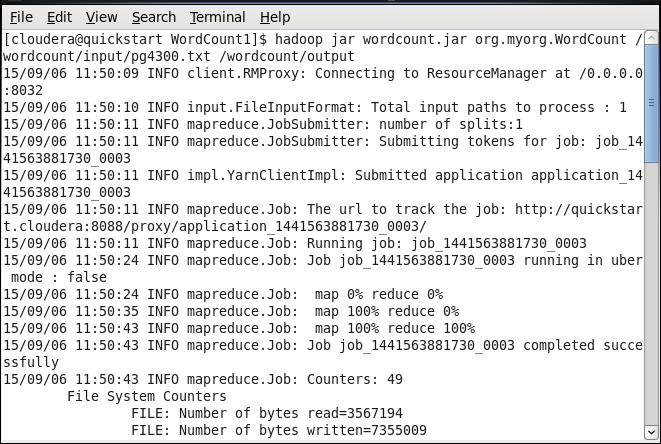 File Edit View Search Terminal Help
[cloudera@quickstart WordCount1]$ hadoop jar wordcount.jar org.myorg.WordCount /
wordcount/input/pg4300.txt /wordcount/output
15/09/06 11:50:09 INFO client.RMProxy: Connecting to ResourceManager at /0.0.0.0
:8032
15/09/06 11:50:10 INFO input.FileInputFormat: Total input paths to process : 1
15/09/06 11:50:11 INFO mapreduce.JobSubmitter: number of splits:1
15/09/06 11:50:11 INFO mapreduce.JobSubmitter: Submitting tokens for job: job_14
41563881730_0003
15/09/06 11:50:11 INFO impl.YarnClientImpl: Submitted application application_14
41563881730_0003
15/09/06 11:50:11 INFO mapreduce.Job: The url to track the job: http://quickstar
t.cloudera:8088/proxy/application_1441563881730_0003/
15/09/06 11:50:11 INFO mapreduce.Job: Running job: job_1441563881730_0003
15/09/06 11:50:24 INFO mapreduce.Job: Job job_1441563881730_0003 running in uber
 mode : false
15/09/06 11:50:24 INFO mapreduce.Job:  map 0% reduce 0%
15/09/06 11:50:35 INFO mapreduce.Job:  map 100% reduce 0%
15/09/06 11:50:43 INFO mapreduce.Job:  map 100% reduce 100%
15/09/06 11:50:43 INFO mapreduce.Job: Job job_1441563881730_0003 completed succe
ssfully
15/09/06 11:50:43 INFO mapreduce.Job: Counters: 49
        File System Counters
                FILE: Number of bytes read=3567194
                FILE: Number of bytes written=7355009